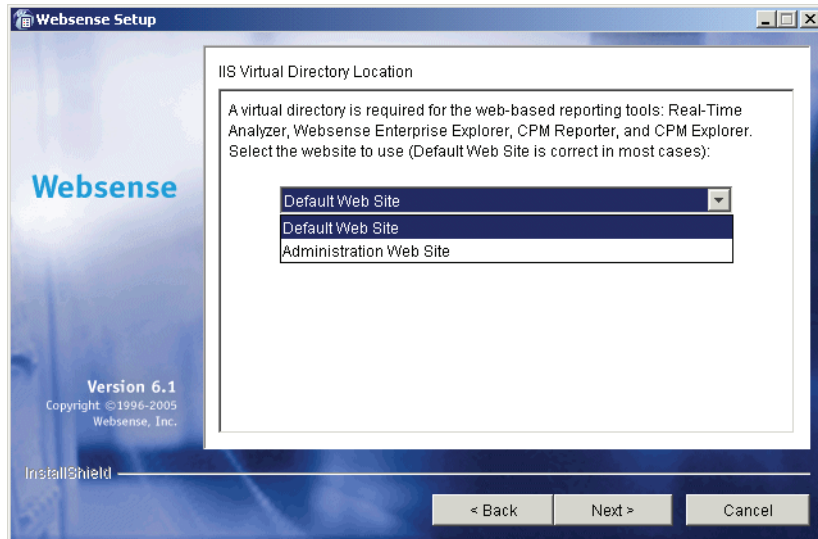 Websense Setup
IIS Virtual Directory Location
A virtual directory is required for the web-based reporting tools: Real-Time
Analyzer, Websense Enterprise Explorer, CPM Reporter, and CPM Explorer.
Select the website to use (Default Web Site is correct in most cases):
Websense
Default Web Site
Default Web Site
Administration Web Site
Version 6.1
Copyright ©1996-2005
Websense, Inc.
InstallShield
< Back
Next >
Cancel